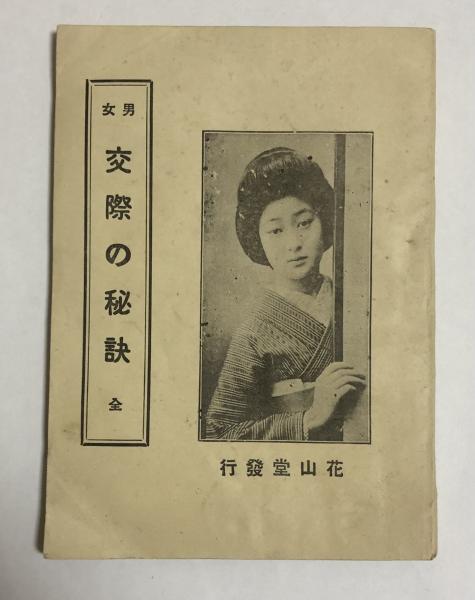 男女
交際の秘訣
全
花山堂發行